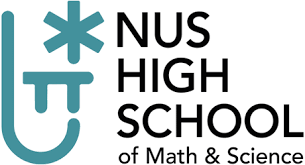 NUS
HIGH
SCHOOL
of Math & Science